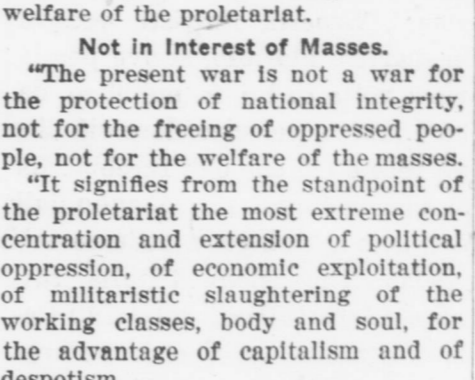 welfare of the proletariat.
Not in Interest of Masses.
"The present war is not a war for
the protection of national integrity,
not for the freeing of oppressed peo-
ple, not for the welfare of the masses.
"It signifies from the standpoint of
the proletariat the most extreme con-
centration and extension of political
oppression, of economic exploitation,
of militaristic slaughtering of the
working classes, body and soul, for
the advantage of capitalism and of
despotism